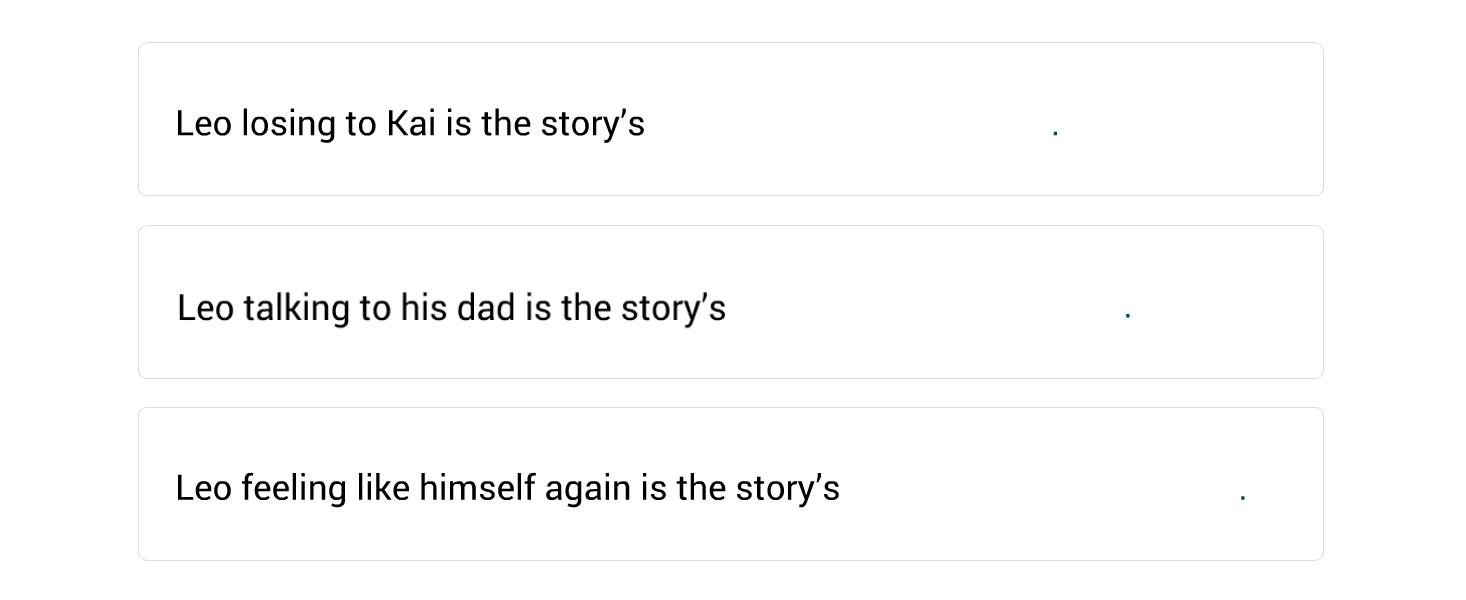 Leo losing to Kai is the story’s .
Leo talking to his dad is the story’s .
Leo feeling like himself again is the story’s .